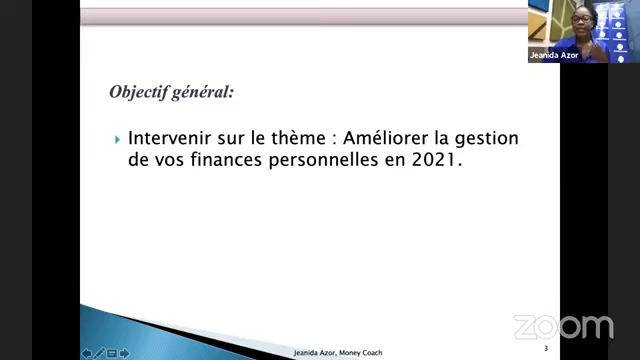 Jeanida Azor
Objectif général:
Intervenir sur le thème : Améliorer la gestion
de vos finances personnelles en 2021.
Jeanida Azor, Money Coach
3
zoom